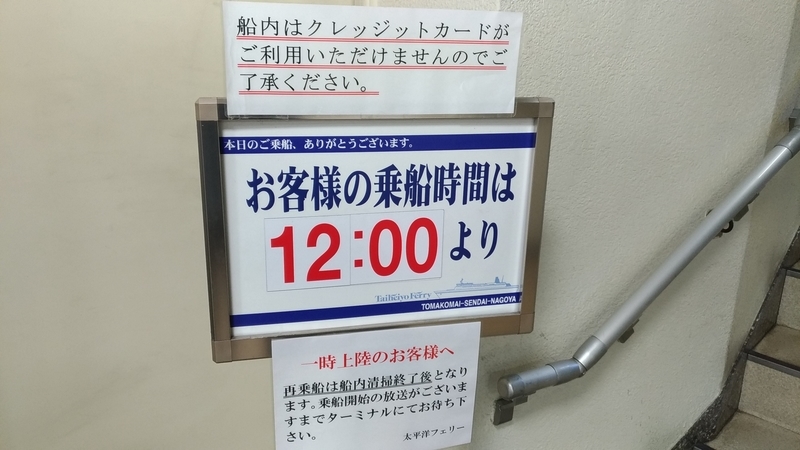 船内はクレッジットカードが
ご利用いただけませんのでご
了承ください。
本日のご乗船、ありがとうございます。
お客様の乗船時間は
12:00より
Taiheiyo Ferry
TOMAKOMAI-SENDAI-NAGOYA
一時上陸のお客様へ
再乗船は船内清掃終了後となり
ます。乗船開始の放送がございま
すまでターミナルにてお待ち下
さい。
太平洋フェリー